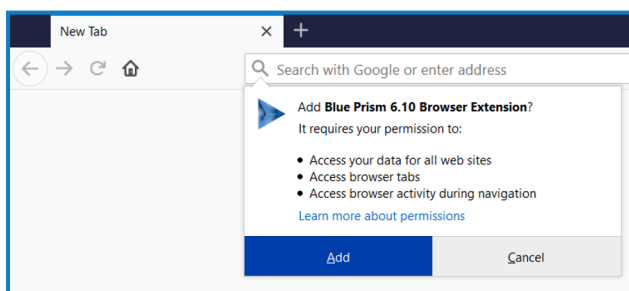 New Tab
Search with Google or enter address
Add Blue Prism 6.10 Browser Extension?
It requires your permission to:
• Access your data for all web sites
• Access browser tabs
• Access browser activity during navigation
Learn more about permissions
Add
Cancel